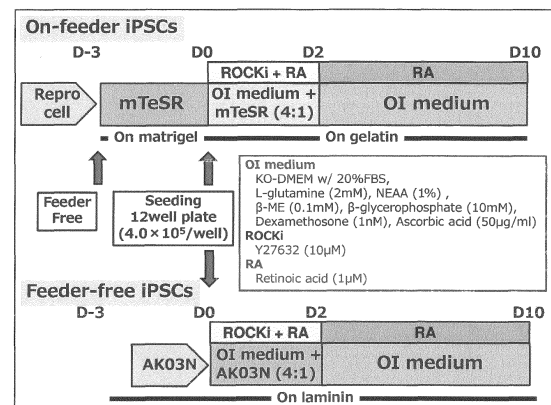 On-feeder iPSCs
D-3 D0 D2 D10
ROCKi + RA RA
Repro
cell
mTeSR
OI medium +
mTeSR (4:1)
OI medium
On matrigel On gelatin
Feeder
Free
Seeding
12well plate
(4.0×10⁵/well)
OI medium
KO-DMEM w/ 20%FBS,
L-glutamine (2mM), NEAA (1%) ,
β-ME (0.1mM), β-glycerophosphate (10mM),
Dexamethosone (1nM), Ascorbic acid (50μg/ml)
ROCKi
Y27632 (10μM)
RA
Retinoic acid (1μM)
Feeder-free iPSCs
D-3 D0 D2 D10
ROCKi + RA RA
AK03N
OI medium +
AK03N (4:1)
OI medium
On laminin